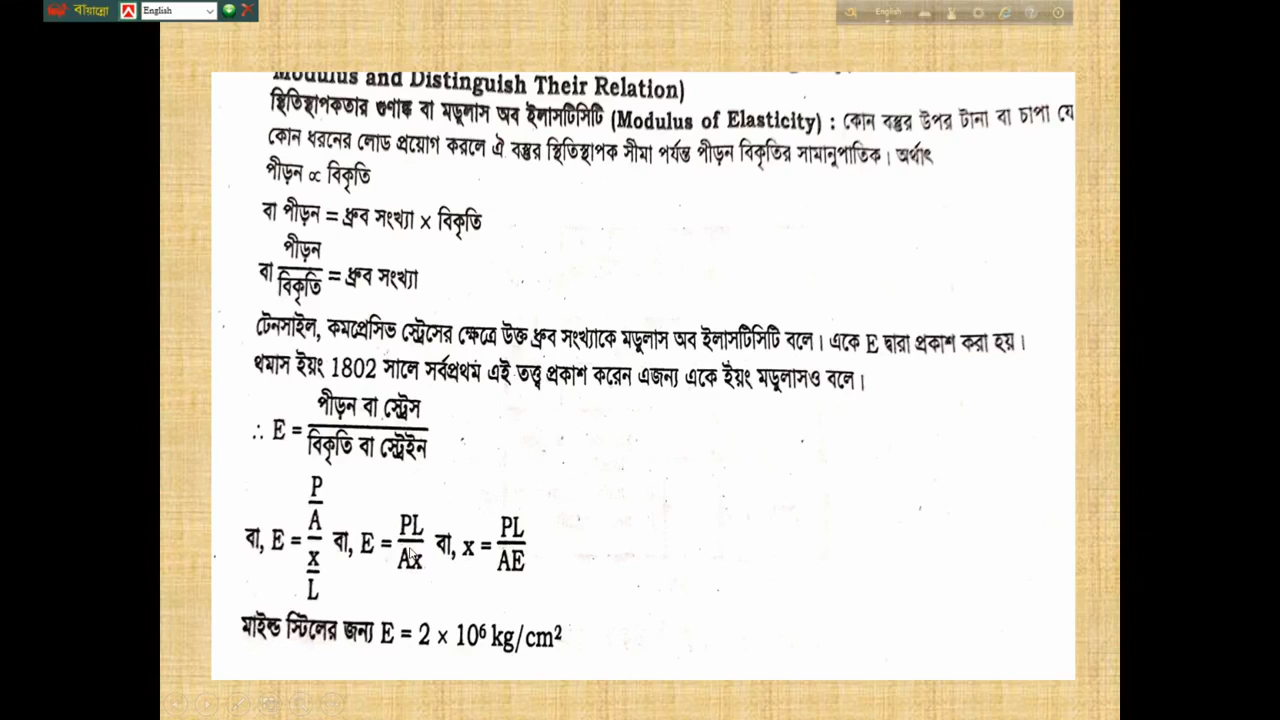 বায়ান্নো
English
English
Modulus and Distinguish Their Relation)
স্থিতিস্থাপকতার গুণাঙ্ক বা মডুলাস অব ইলাসটিসিটি (Modulus of Elasticity) : কোন বস্তুর উপর টানা বা চাপা যে
কোন ধরনের লোড প্রয়োগ করলে ঐ বস্তুর স্থিতিস্থাপক সীমা পর্যন্ত পীড়ন বিকৃতির সামানুপাতিক। অর্থাৎ
পীড়ন ∝ বিকৃতি
বা পীড়ন = ধ্রুব সংখ্যা × বিকৃতি
বা পীড়ন/বিকৃতি = ধ্রুব সংখ্যা
টেনসাইল, কমপ্রেসিভ স্ট্রেসের ক্ষেত্রে উক্ত ধ্রুব সংখ্যাকে মডুলাস অব ইলাসটিসিটি বলে। একে E দ্বারা প্রকাশ করা হয়।
থমাস ইয়ং 1802 সালে সর্বপ্রথম এই তত্ত্ব প্রকাশ করেন এজন্য একে ইয়ং মডুলাসও বলে।
∴ E = পীড়ন বা স্ট্রেস/বিকৃতি বা স্ট্রেইন
বা, E = (P/A)/(x/L) বা, E = PL/Ax বা, x = PL/AE
মাইল্ড স্টিলের জন্য E = 2 × 10⁶ kg/cm²